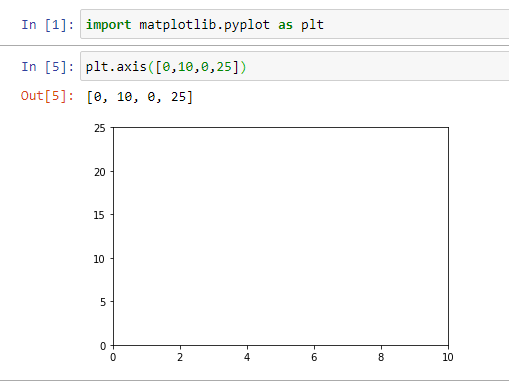 In [1]: import matplotlib.pyplot as plt
In [5]: plt.axis([0,10,0,25])
Out[5]: [0, 10, 0, 25]
25
20
15
10
5
0
0 2 4 6 8 10